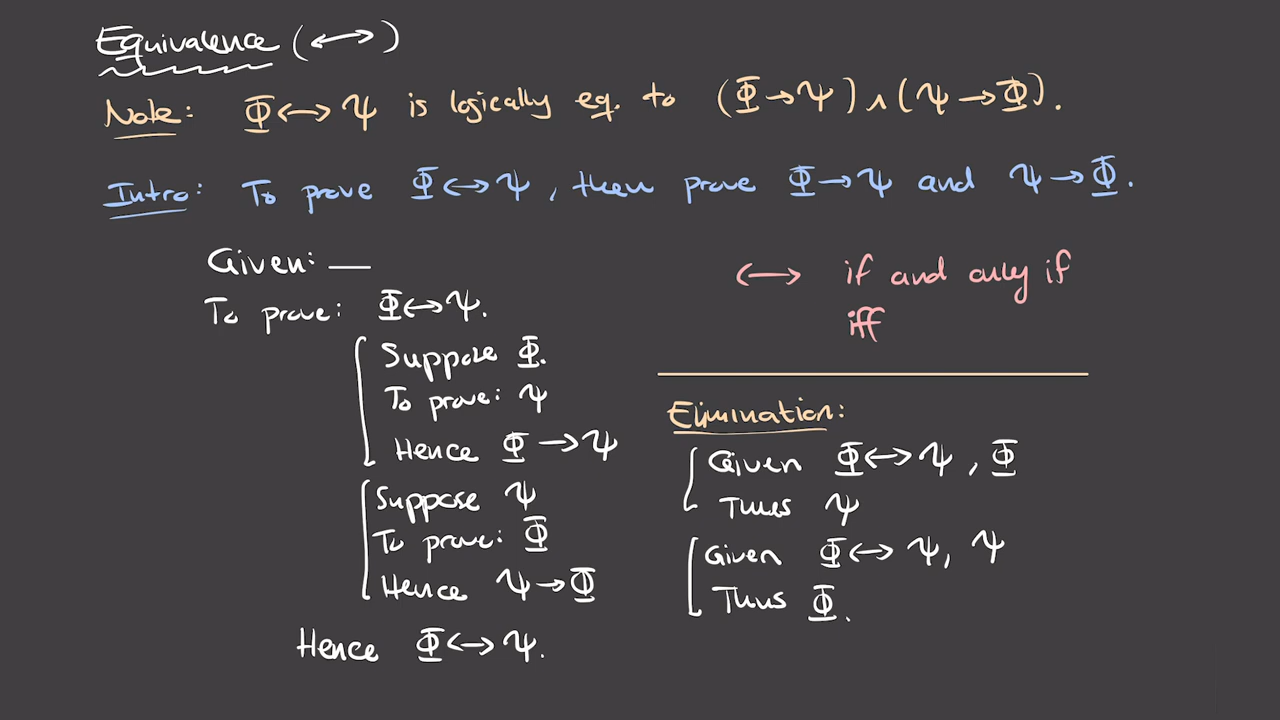 Equivalence (↔)
Note: Φ↔Ψ is logically eq. to (Φ→Ψ)∧(Ψ→Φ).
Intro: To prove Φ↔Ψ, then prove Φ→Ψ and Ψ→Φ.
Given: —
To prove: Φ↔Ψ.
Suppose Φ.
To prove: Ψ
Hence Φ→Ψ
Suppose Ψ
To prove: Φ
Hence Ψ→Φ
Hence Φ↔Ψ.
↔ if and only if
iff
Elimination:
Given Φ↔Ψ, Φ
Thus Ψ
Given Φ↔Ψ, Ψ
Thus Φ.